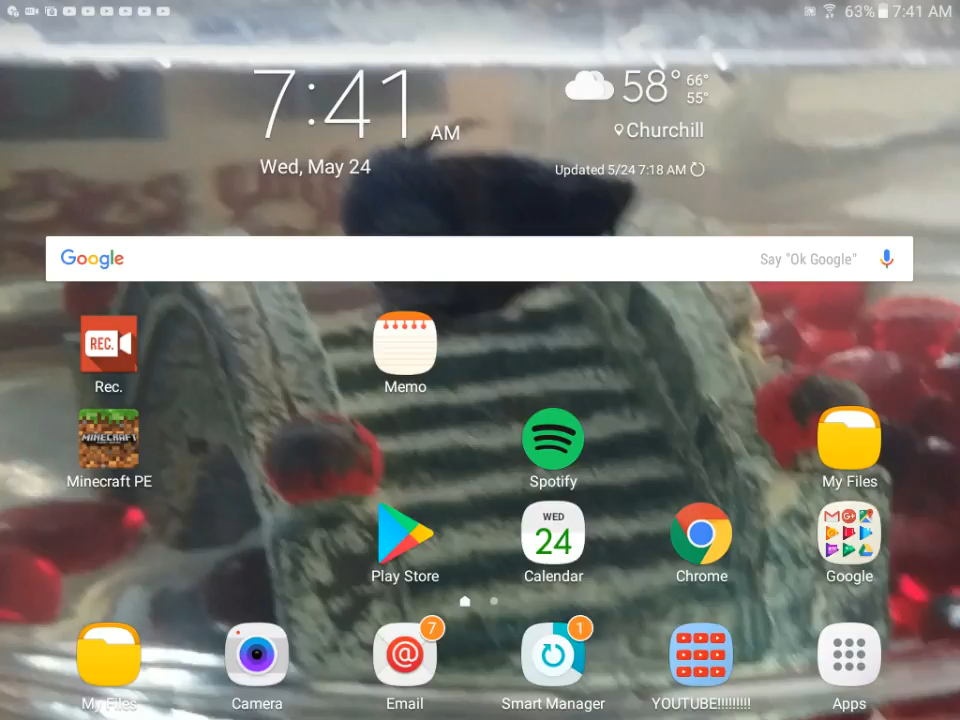 63% 7:41 AM
7:41 AM
58° 66°
55°
Churchill
Wed, May 24
Updated 5/24 7:18 AM
Google
Say "Ok Google"
REC.
Rec.
Memo
MINECRAFT
Minecraft PE
Spotify
My Files
WED
24
Play Store
Calendar
Chrome
Google
7
1
@
My Files
Camera
Email
Smart Manager
YOUTUBE!!!!!!!!!
Apps